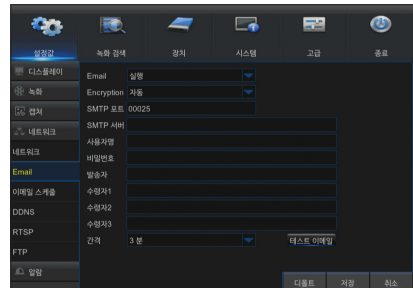 설정값 녹화 검색 장치 시스템 고급 종료
디스플레이
녹화
캡처
네트워크
네트워크
Email
이메일 스케줄
DDNS
RTSP
FTP
알람
Email 실행
Encryption 자동
SMTP 포트 00025
SMTP 서버
사용자명
비밀번호
발송자
수령자1
수령자2
수령자3
간격 3 분 테스트 이메일
디폴트 저장 취소